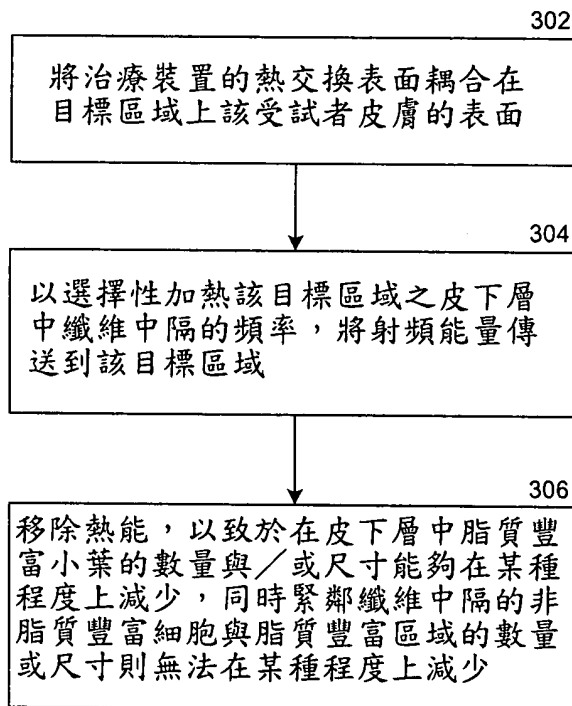 302
將治療裝置的熱交換表面耦合在
目標區域上該受試者皮膚的表面
304
以選擇性加熱該目標區域之皮下層
中纖維中隔的頻率，將射頻能量傳
送到該目標區域
306
移除熱能，以致於在皮下層中脂質豐
富小葉的數量與／或尺寸能夠在某種
程度上減少，同時緊鄰纖維中隔的非
脂質豐富細胞與脂質豐富區域的數量
或尺寸則無法在某種程度上減少